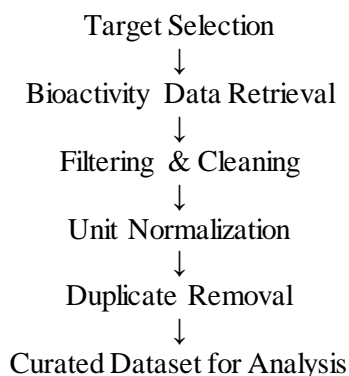 Target Selection
↓
Bioactivity Data Retrieval
↓
Filtering & Cleaning
↓
Unit Normalization
↓
Duplicate Removal
↓
Curated Dataset for Analysis